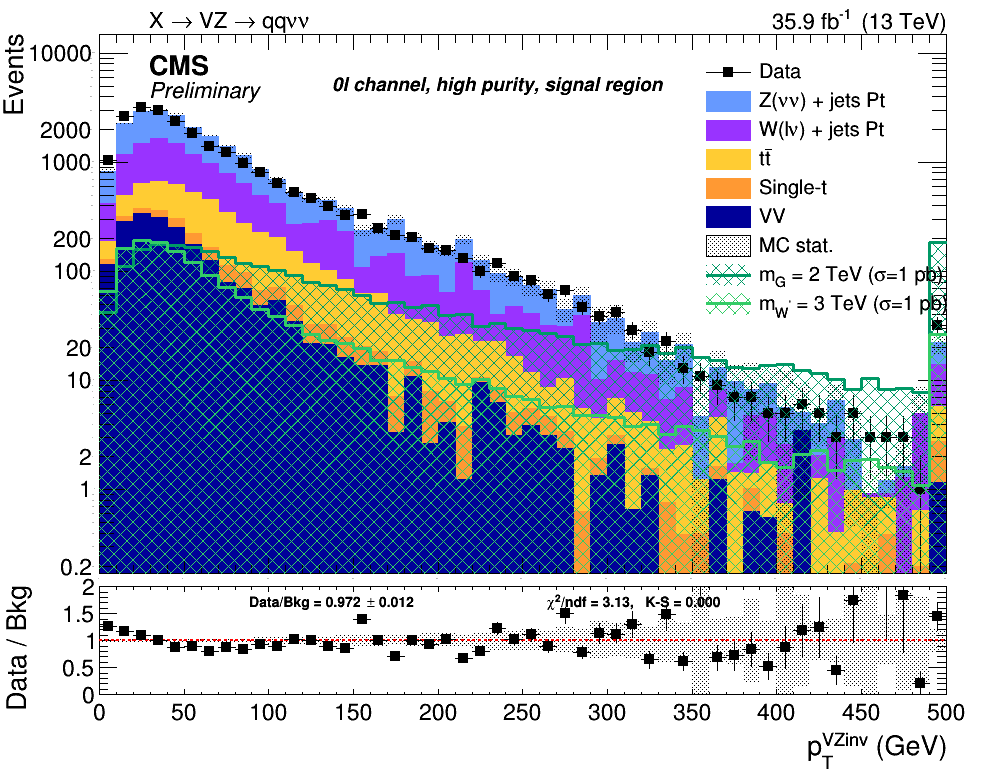 X → VZ → qqνν
35.9 fb⁻¹ (13 TeV)
Events
CMS
Preliminary
0l channel, high purity, signal region
Data
Z(νν) + jets Pt
W(lν) + jets Pt
tt̄
Single-t
VV
MC stat.
m_G = 2 TeV (σ=1 pb)
m_W' = 3 TeV (σ=1 pb)
10000
2000
1000
200
100
20
10
2
1
0.2
Data / Bkg
Data/Bkg = 0.972 ± 0.012
χ²/ndf = 3.13, K-S = 0.000
2
1.5
1
0.5
0
0 50 100 150 200 250 300 350 400 450 500
p_T^VZinv (GeV)